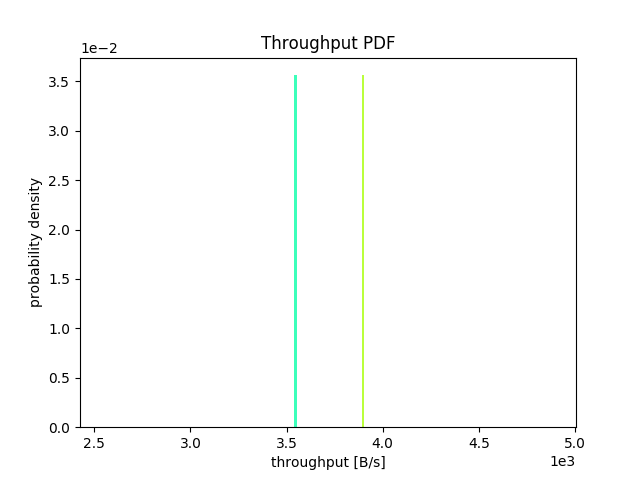 Throughput PDF
1e−2
3.5
3.0
2.5
2.0
1.5
1.0
0.5
0.0
probability density
2.5 3.0 3.5 4.0 4.5 5.0
throughput [B/s]
1e3